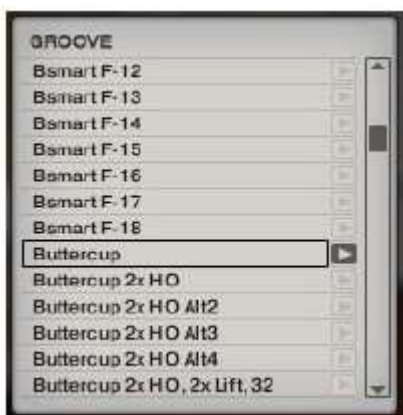 GROOVE
Bsmart F-12
Bsmart F-13
Bsmart F-14
Bsmart F-15
Bsmart F-16
Bsmart F-17
Bsmart F-18
Buttercup
Buttercup 2x HO
Buttercup 2x HO Alt2
Buttercup 2x HO Alt3
Buttercup 2x HO Alt4
Buttercup 2x HO, 2x Lift, 32